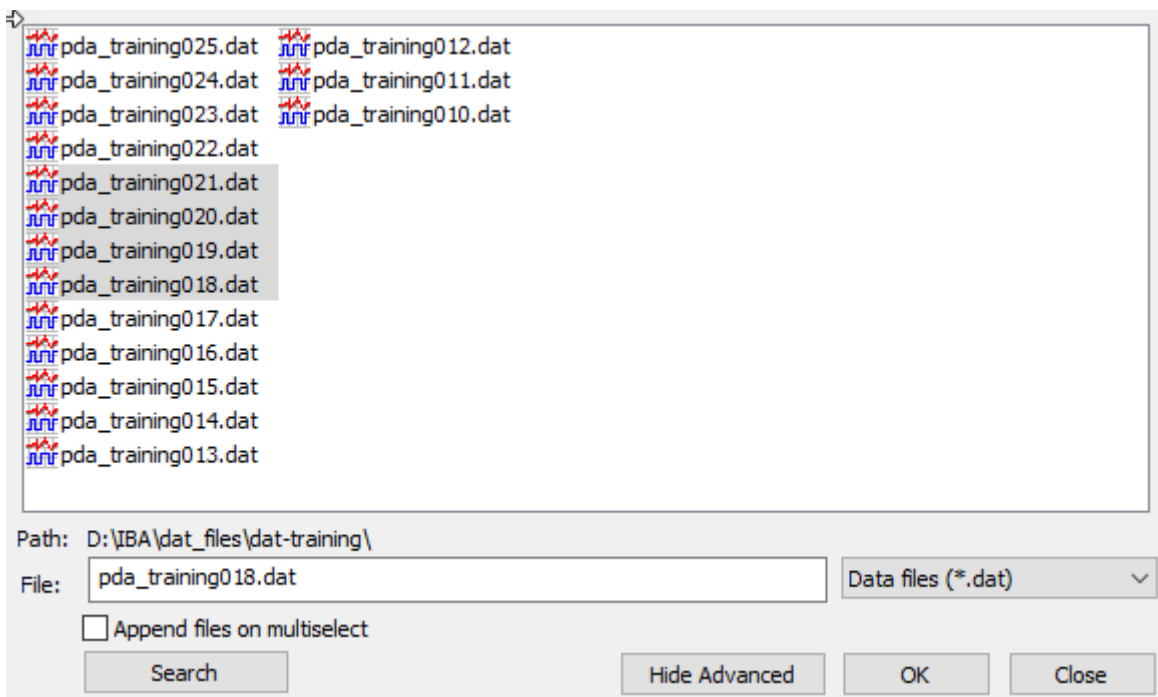 pda_training025.dat pda_training012.dat
pda_training024.dat pda_training011.dat
pda_training023.dat pda_training010.dat
pda_training022.dat
pda_training021.dat
pda_training020.dat
pda_training019.dat
pda_training018.dat
pda_training017.dat
pda_training016.dat
pda_training015.dat
pda_training014.dat
pda_training013.dat
Path: D:\IBA\dat_files\dat-training\
File: pda_training018.dat Data files (*.dat)
Append files on multiselect
Search Hide Advanced OK Close